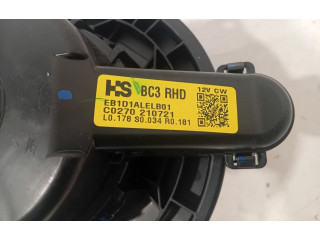 HS BC3 RHD
12V CW
EB1D1ALELB01
C0270 210721
L0.178 S0.034 R0.181